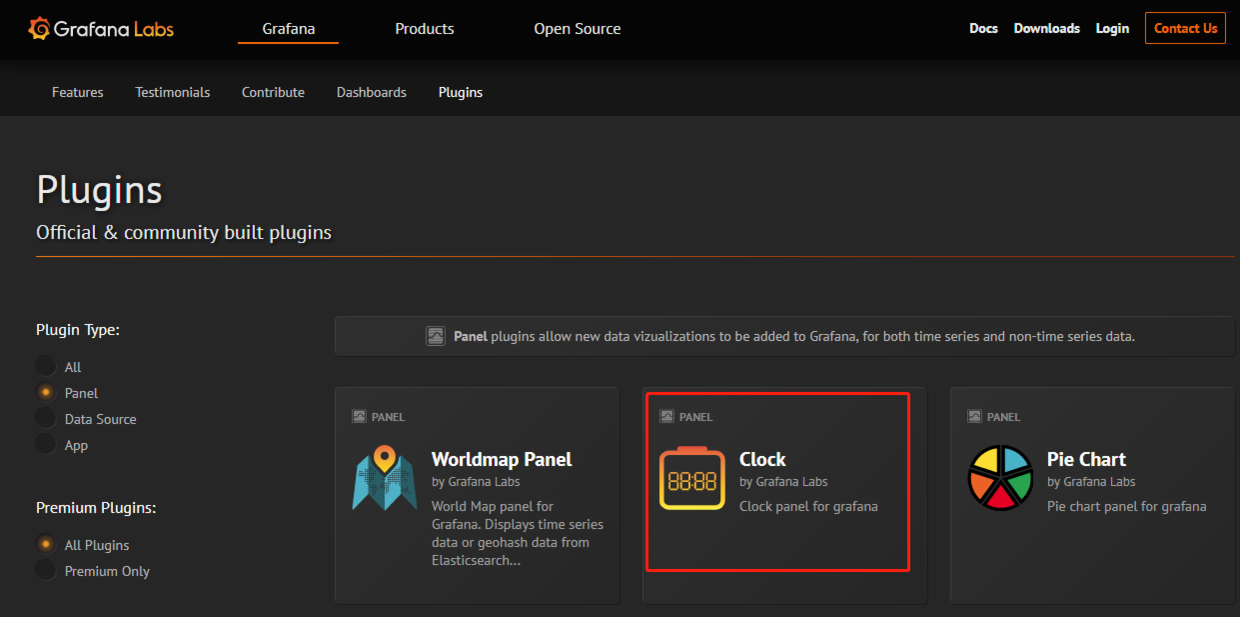 Grafana Labs
Grafana
Products
Open Source
Docs
Downloads
Login
Contact Us
Features
Testimonials
Contribute
Dashboards
Plugins
Plugins
Official & community built plugins
Plugin Type:
All
Panel
Data Source
App
Premium Plugins:
All Plugins
Premium Only
Panel plugins allow new data vizualizations to be added to Grafana, for both time series and non-time series data.
PANEL
Worldmap Panel
by Grafana Labs
World Map panel for
Grafana. Displays time series
data or geohash data from
Elasticsearch...
PANEL
88:88
Clock
by Grafana Labs
Clock panel for grafana
PANEL
Pie Chart
by Grafana Labs
Pie chart panel for grafana